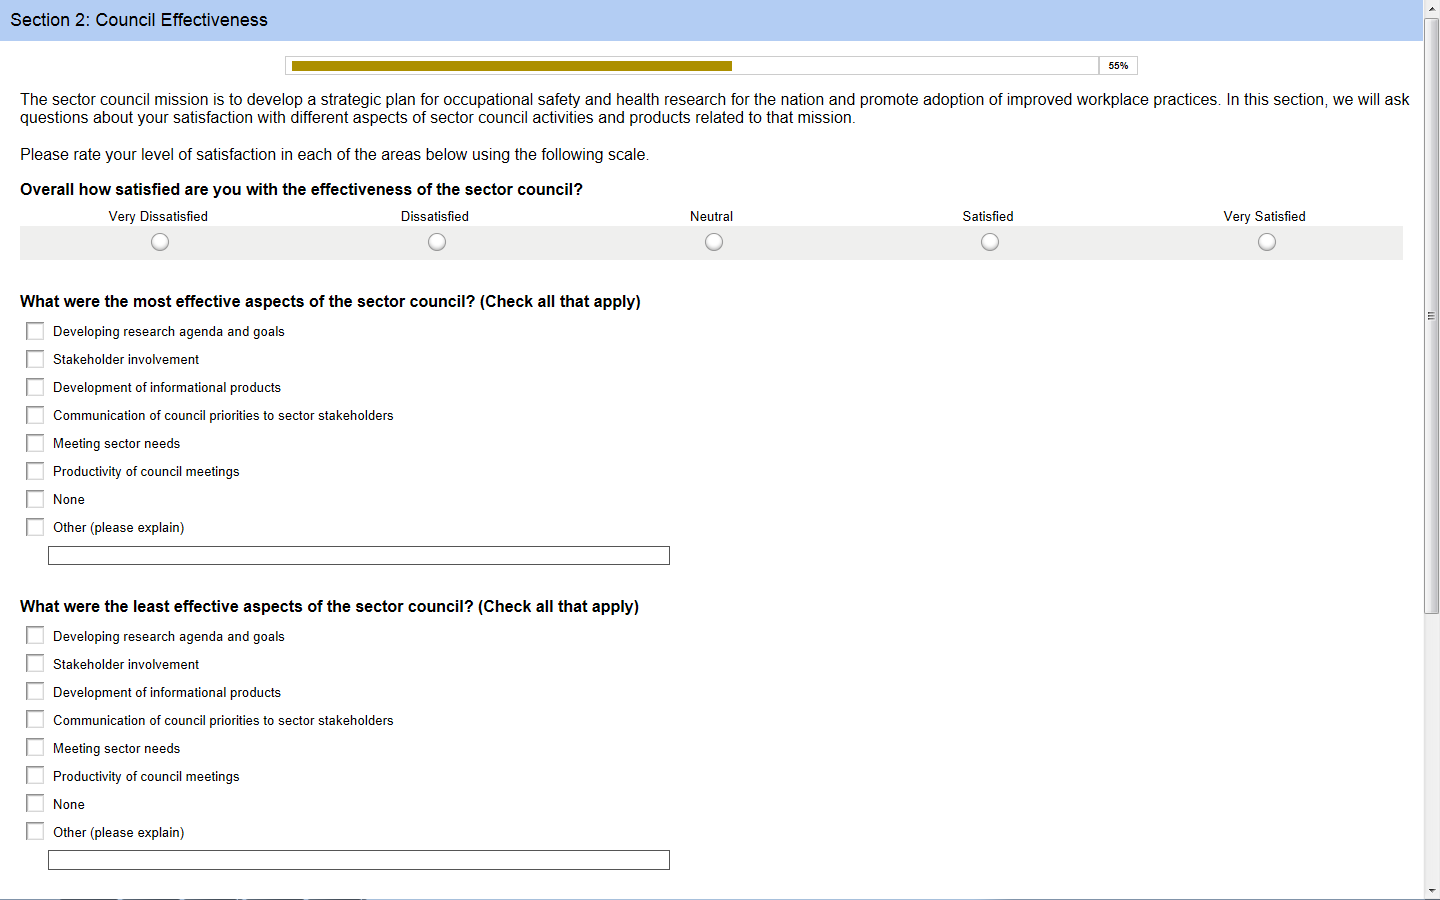 Section 2: Council Effectiveness
55%
The sector council mission is to develop a strategic plan for occupational safety and health research for the nation and promote adoption of improved workplace practices. In this section, we will ask
questions about your satisfaction with different aspects of sector council activities and products related to that mission.
Please rate your level of satisfaction in each of the areas below using the following scale.
Overall how satisfied are you with the effectiveness of the sector council?
Very Dissatisfied Dissatisfied Neutral Satisfied Very Satisfied
What were the most effective aspects of the sector council? (Check all that apply)
Developing research agenda and goals
Stakeholder involvement
Development of informational products
Communication of council priorities to sector stakeholders
Meeting sector needs
Productivity of council meetings
None
Other (please explain)
What were the least effective aspects of the sector council? (Check all that apply)
Developing research agenda and goals
Stakeholder involvement
Development of informational products
Communication of council priorities to sector stakeholders
Meeting sector needs
Productivity of council meetings
None
Other (please explain)